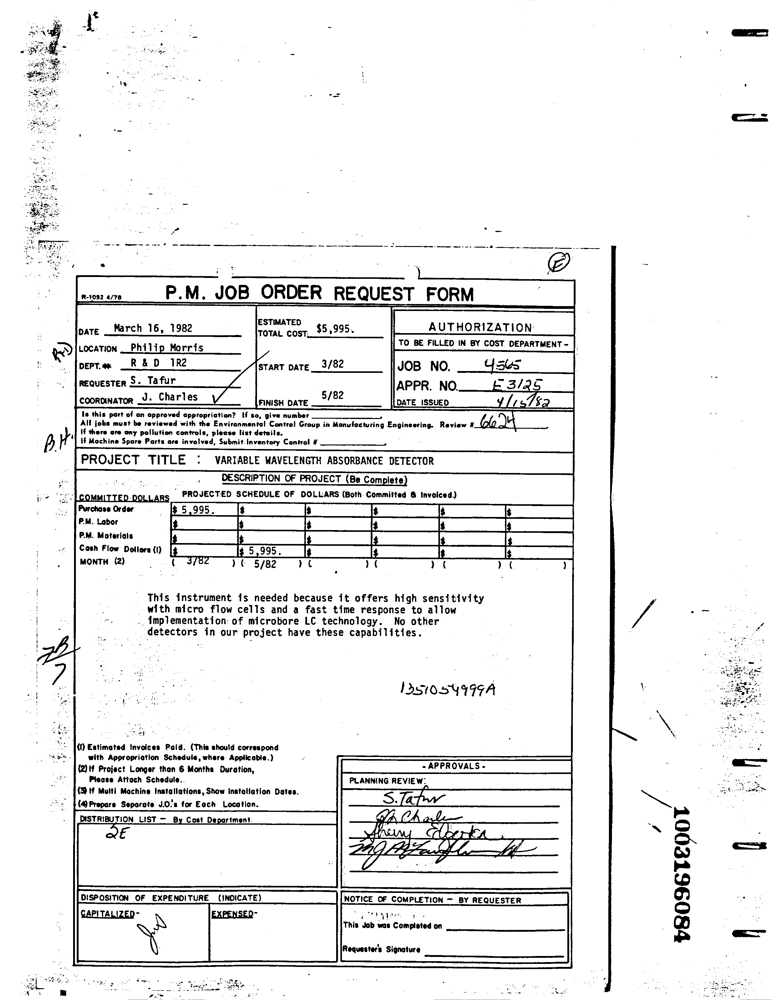 R-1092 4/78
P.M. JOB ORDER REQUEST FORM
DATE March 16, 1982
ESTIMATED TOTAL COST $5,995.
AUTHORIZATION
TO BE FILLED IN BY COST DEPARTMENT-
LOCATION Philip Morris
DEPT. # R & D 1R2
START DATE 3/82
JOB NO. 4565
REQUESTER S. Tafur
APPR. NO. E3125
COORDINATOR J. Charles
FINISH DATE 5/82
DATE ISSUED 4/15/82
Is this part of an approved appropriation? If so, give number
All jobs must be reviewed with the Environmental Control Group in Manufacturing Engineering. Review # 6624
If there are any pollution controls, please list details.
If Machine Spare Parts are involved, Submit Inventory Control #
B.H.
PROJECT TITLE : VARIABLE WAVELENGTH ABSORBANCE DETECTOR
DESCRIPTION OF PROJECT (Be Complete)
COMMITTED DOLLARS PROJECTED SCHEDULE OF DOLLARS (Both Committed & Invoiced.)
Purchase Order $ 5,995. $ $ $ $ $
P.M. Labor $ $ $ $ $ $
P.M. Materials $ $ $ $ $ $
Cash Flow Dollars (1) $ $ 5,995. $ $ $ $
MONTH (2) ( 3/82 ) ( 5/82 ) ( ) ( ) ( ) ( )
This instrument is needed because it offers high sensitivity
with micro flow cells and a fast time response to allow
implementation of microbore LC technology. No other
detectors in our project have these capabilities.
1351054999A
(1) Estimated Invoices Paid. (This should correspond
with Appropriation Schedule, where Applicable.)
(2) If Project Longer than 6 Months Duration,
Please Attach Schedule.
(3) If Multi Machine Installations, Show Installation Dates.
(4) Prepare Separate J.O.'s for Each Location.
- APPROVALS -
PLANNING REVIEW:
S. Tafur
DISTRIBUTION LIST - By Cost Department
2E
DISPOSITION OF EXPENDITURE (INDICATE)
CAPITALIZED-
EXPENSED-
NOTICE OF COMPLETION - BY REQUESTER
This Job was Completed on
Requester's Signature
1003196084